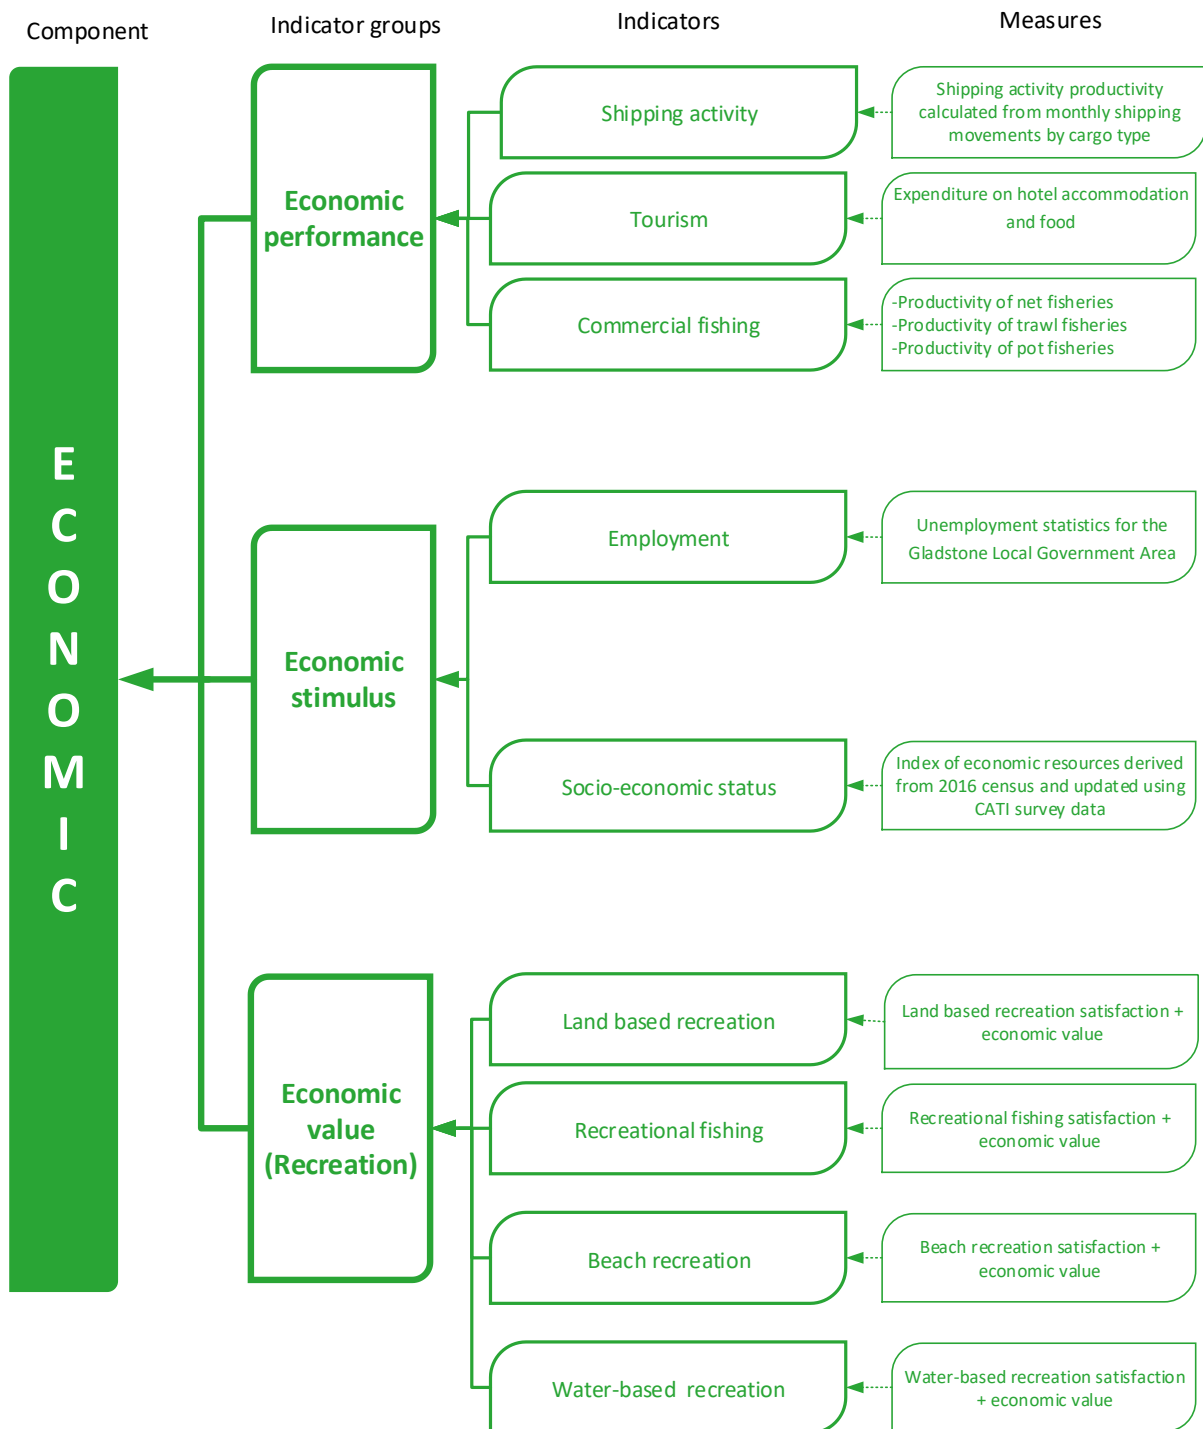 Component
Indicator groups
Indicators
Measures
E
C
O
N
O
M
I
C
Economic
performance
Shipping activity
Shipping activity productivity
calculated from monthly shipping
movements by cargo type
Tourism
Expenditure on hotel accommodation
and food
Commercial fishing
-Productivity of net fisheries
-Productivity of trawl fisheries
-Productivity of pot fisheries
Economic
stimulus
Employment
Unemployment statistics for the
Gladstone Local Government Area
Socio-economic status
Index of economic resources derived
from 2016 census and updated using
CATI survey data
Economic
value
(Recreation)
Land based recreation
Land based recreation satisfaction +
economic value
Recreational fishing
Recreational fishing satisfaction +
economic value
Beach recreation
Beach recreation satisfaction +
economic value
Water-based recreation
Water-based recreation satisfaction
+ economic value